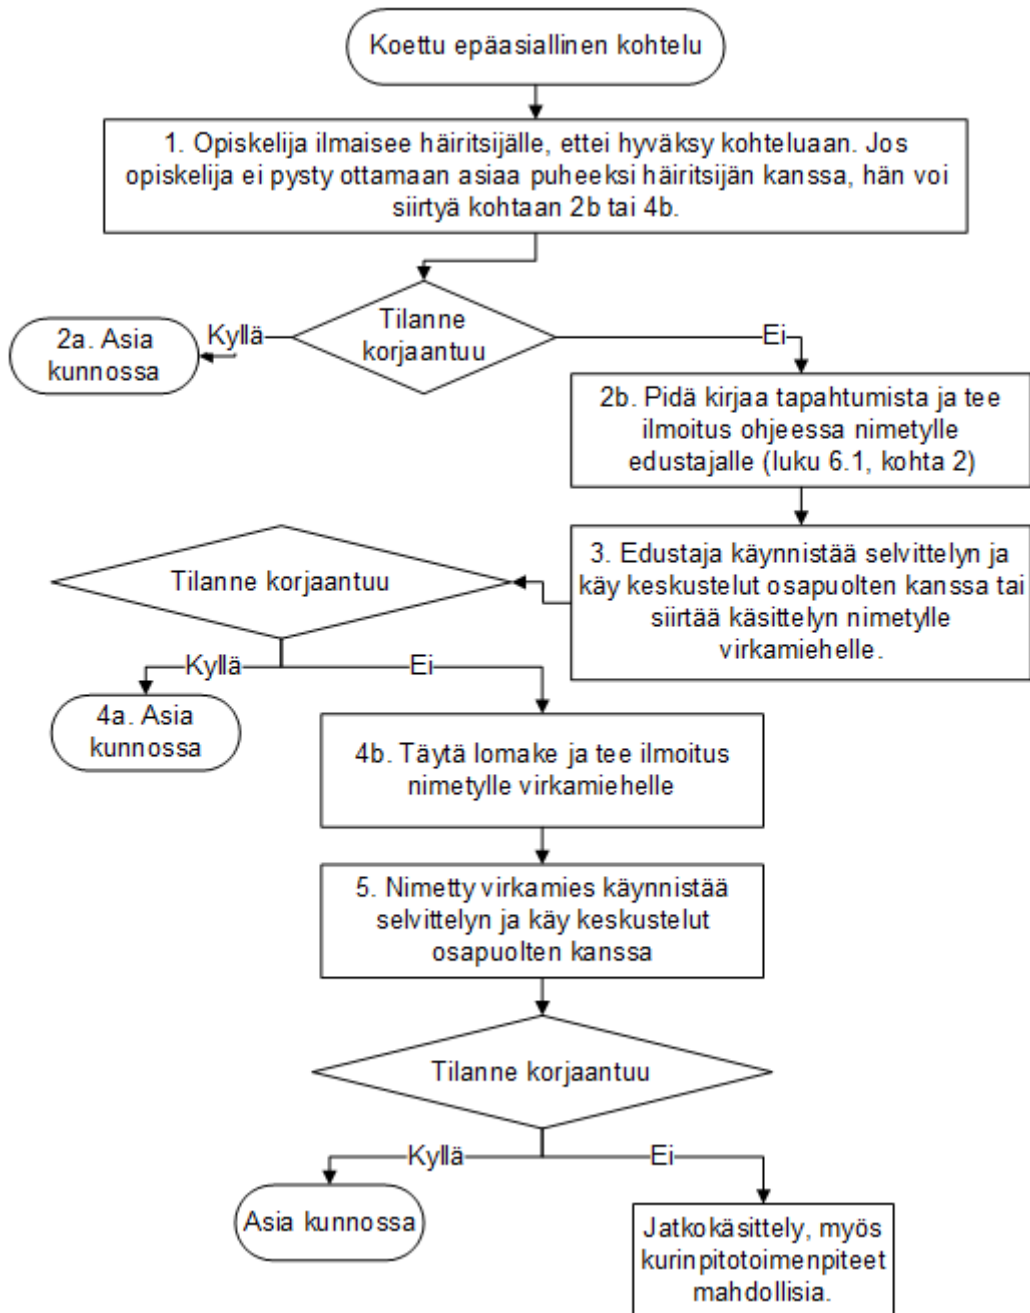 Koettu epäasiallinen kohtelu
1. Opiskelija ilmaisee häiritsijälle, ettei hyväksy kohteluaan. Jos
opiskelija ei pysty ottamaan asiaa puheeksi häiritsijän kanssa, hän voi
siirtyä kohtaan 2b tai 4b.
Tilanne
korjaantuu
Kyllä
Ei
2a. Asia
kunnossa
2b. Pidä kirjaa tapahtumista ja tee
ilmoitus ohjeessa nimetylle
edustajalle (luku 6.1, kohta 2)
3. Edustaja käynnistää selvittelyn ja
käy keskustelut osapuolten kanssa tai
siirtää käsittelyn nimetylle
virkamiehelle.
Tilanne korjaantuu
Kyllä
Ei
4a. Asia
kunnossa
4b. Täytä lomake ja tee ilmoitus
nimetylle virkamiehelle
5. Nimetty virkamies käynnistää
selvittelyn ja käy keskustelut
osapuolten kanssa
Tilanne korjaantuu
Kyllä
Ei
Asia kunnossa
Jatkokäsittely, myös
kurinpitotoimenpiteet
mahdollisia.